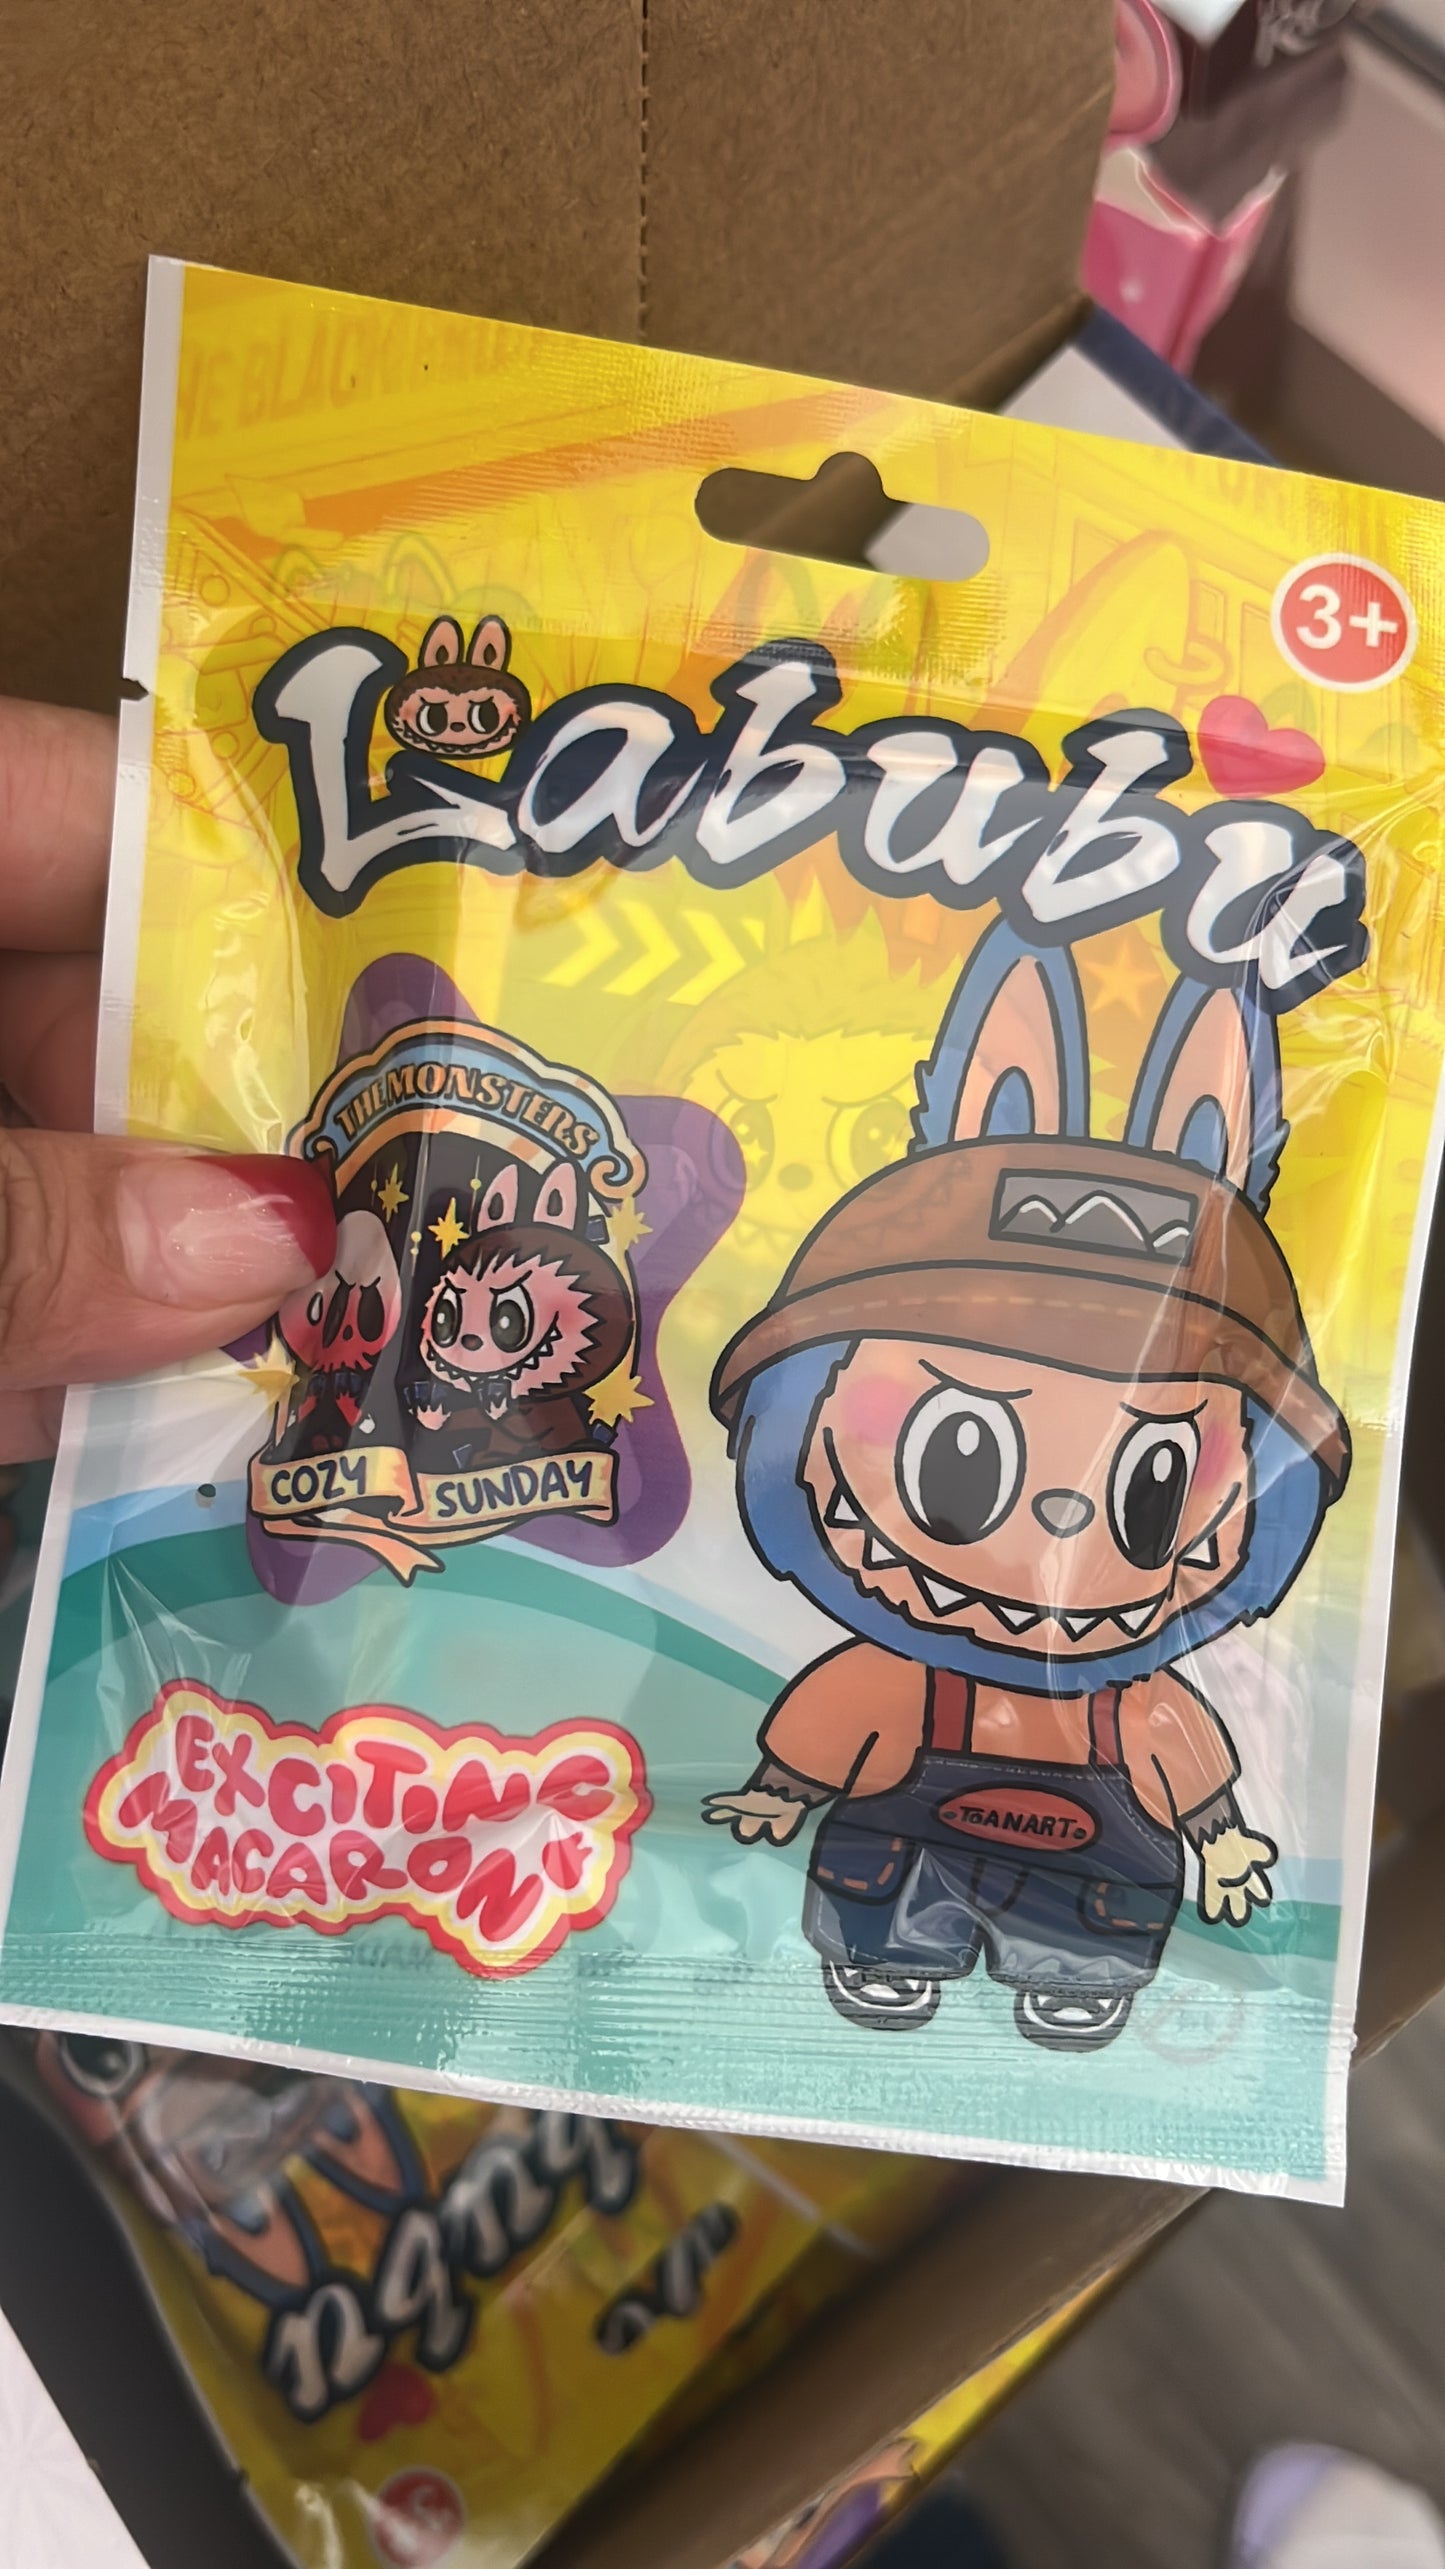 3+
Labubu
THE MONSTERS
COZY SUNDAY
EXCITING
MACARON
TOANART